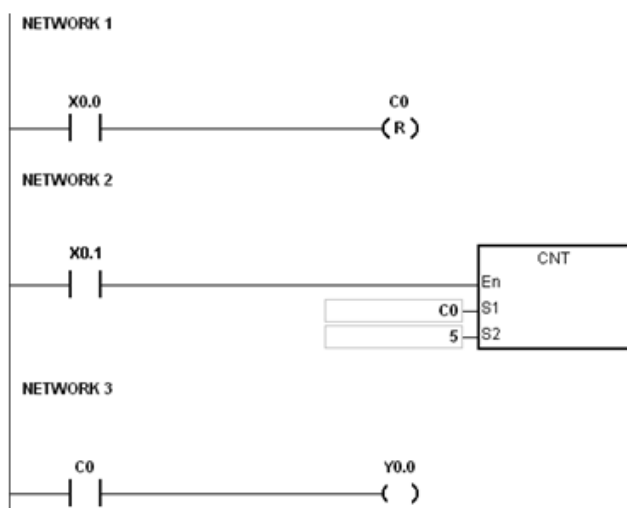 NETWORK 1
X0.0 C0
R
NETWORK 2
X0.1
CNT
En
C0 S1
5 S2
NETWORK 3
C0 Y0.0